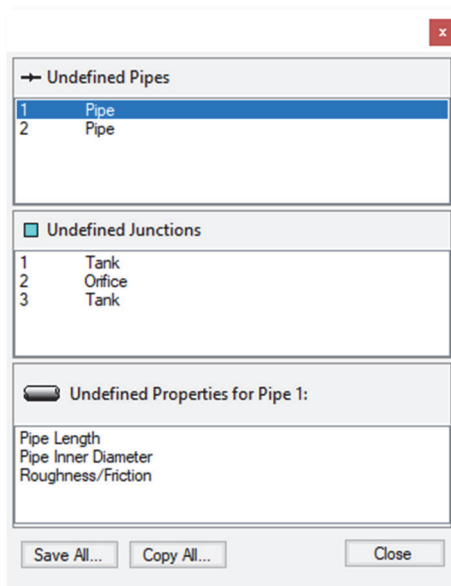 x
Undefined Pipes
1 Pipe
2 Pipe
Undefined Junctions
1 Tank
2 Orifice
3 Tank
Undefined Properties for Pipe 1:
Pipe Length
Pipe Inner Diameter
Roughness/Friction
Save All... Copy All... Close